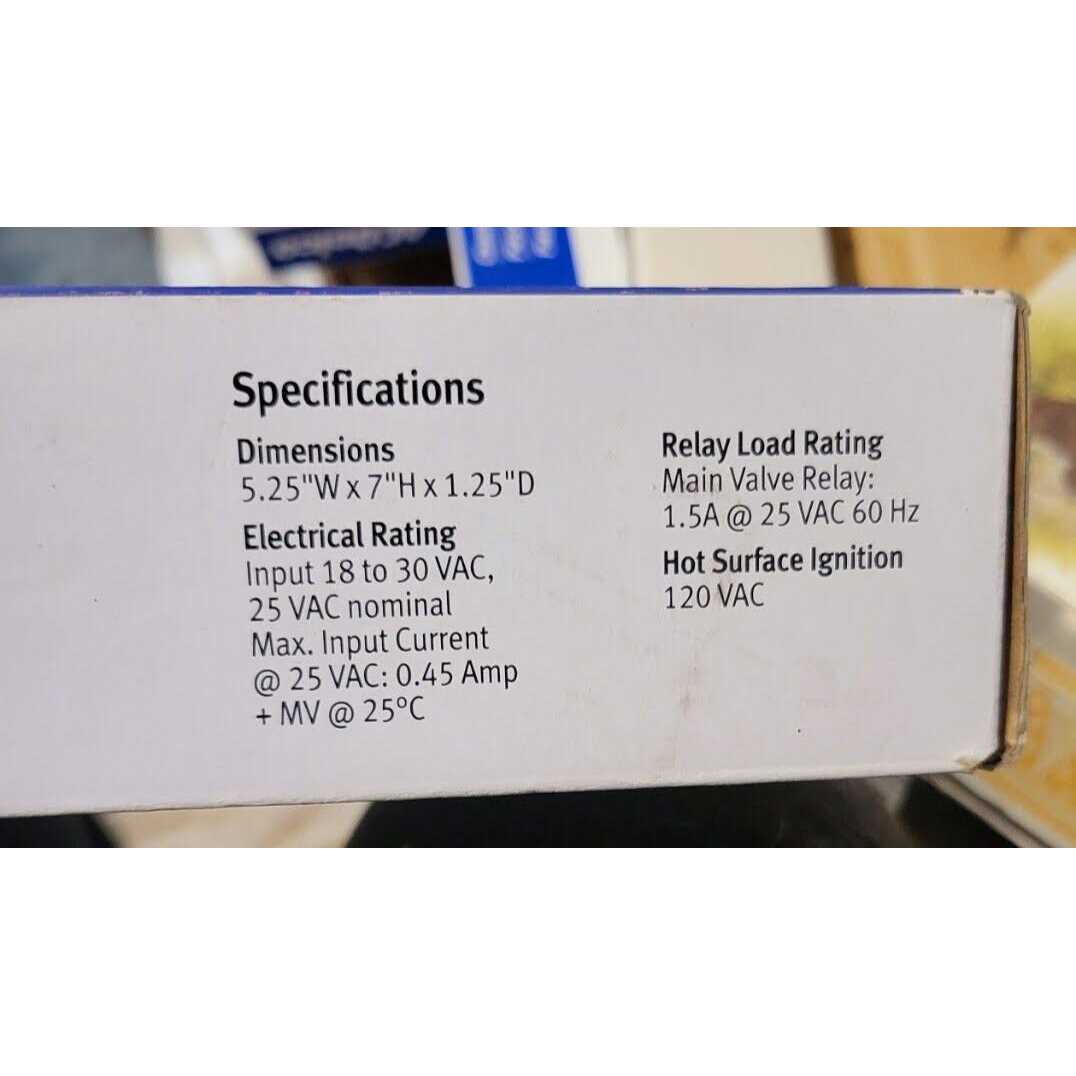 Specifications
Dimensions
5.25"W x 7"H x 1.25"D
Electrical Rating
Input 18 to 30 VAC,
25 VAC nominal
Max. Input Current
@ 25 VAC: 0.45 Amp
+ MV @ 25°C
Relay Load Rating
Main Valve Relay:
1.5A @ 25 VAC 60 Hz
Hot Surface Ignition
120 VAC